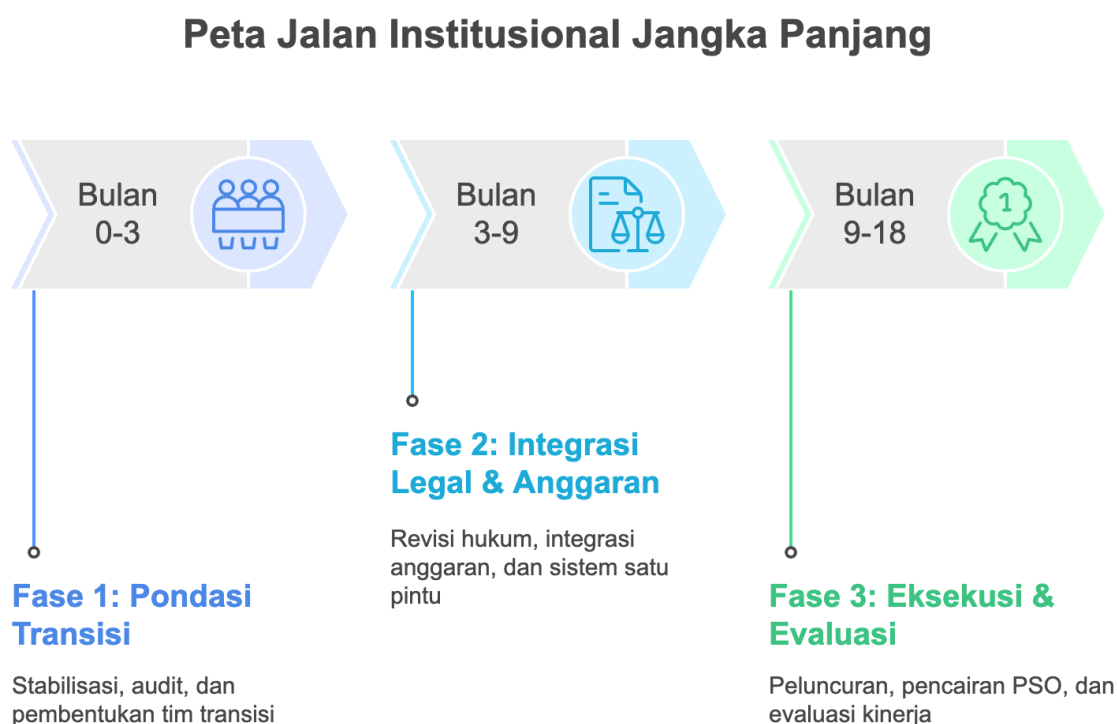 Peta Jalan Institusional Jangka Panjang
Bulan
0-3
Bulan
3-9
Bulan
9-18
1
Fase 1: Pondasi
Transisi
Stabilisasi, audit, dan
pembentukan tim transisi
Fase 2: Integrasi
Legal & Anggaran
Revisi hukum, integrasi
anggaran, dan sistem satu
pintu
Fase 3: Eksekusi &
Evaluasi
Peluncuran, pencairan PSO, dan
evaluasi kinerja